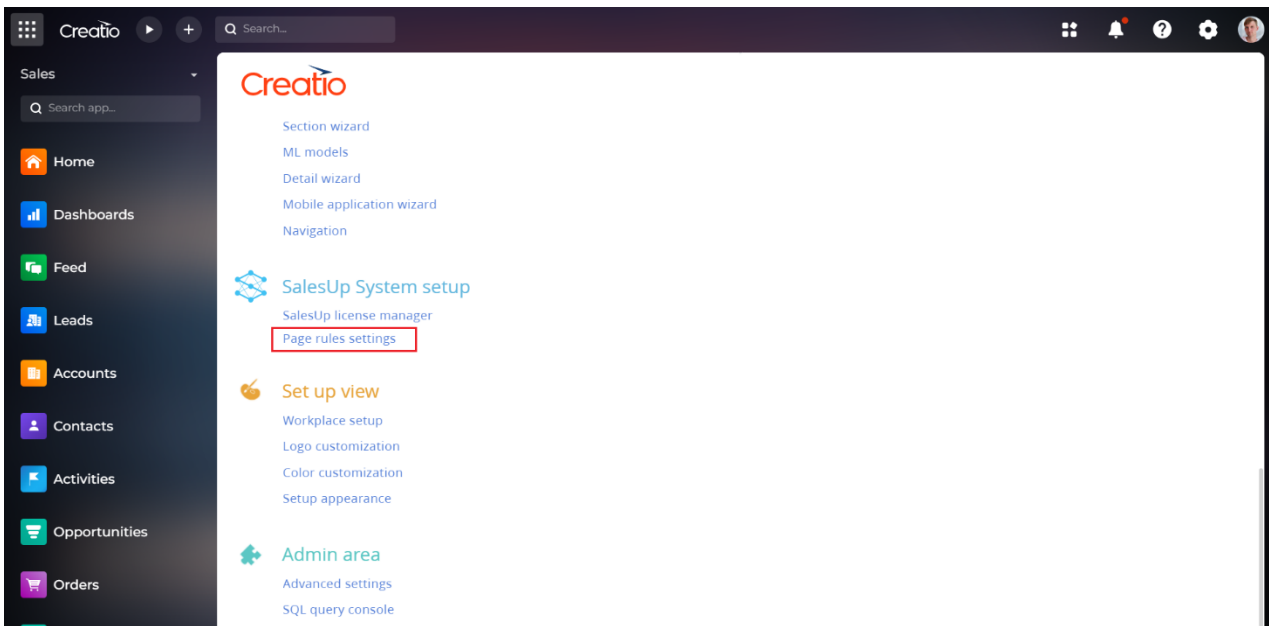 Creatio
Search...
Sales
Search app...
Home
Dashboards
Feed
Leads
Accounts
Contacts
Activities
Opportunities
Orders
Creatio
Section wizard
ML models
Detail wizard
Mobile application wizard
Navigation
SalesUp System setup
SalesUp license manager
Page rules settings
Set up view
Workplace setup
Logo customization
Color customization
Setup appearance
Admin area
Advanced settings
SQL query console